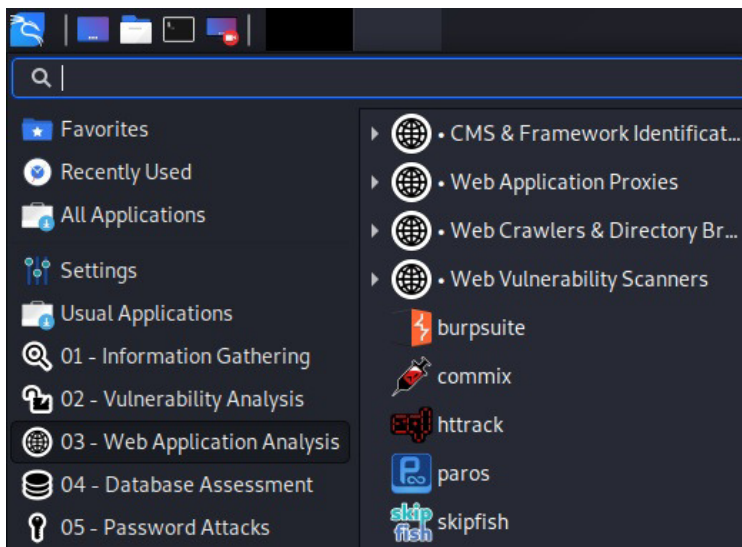 Favorites
Recently Used
All Applications
Settings
Usual Applications
01 - Information Gathering
02 - Vulnerability Analysis
03 - Web Application Analysis
04 - Database Assessment
05 - Password Attacks
• CMS & Framework Identificat...
• Web Application Proxies
• Web Crawlers & Directory Br...
• Web Vulnerability Scanners
burpsuite
commix
httrack
paros
skip
fish
skipfish